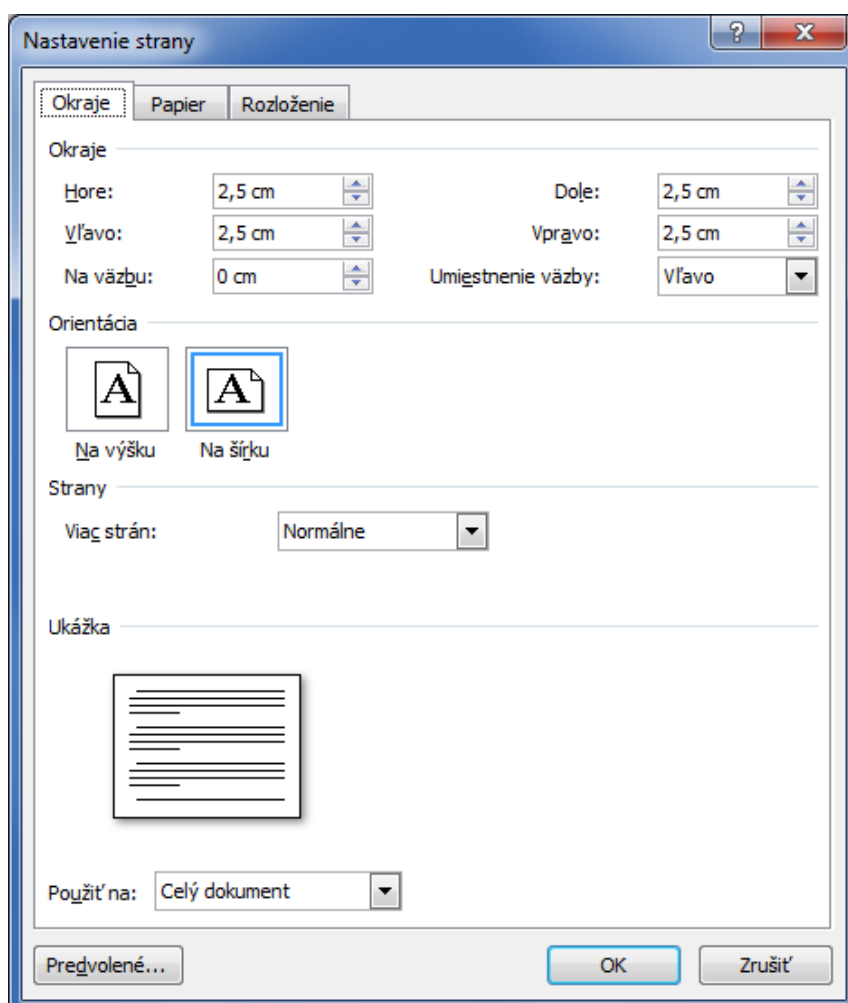 Nastavenie strany
Okraje Papier Rozloženie
Okraje
Hore: 2,5 cm Dole: 2,5 cm
Vľavo: 2,5 cm Vpravo: 2,5 cm
Na väzbu: 0 cm Umiestnenie väzby: Vľavo
Orientácia
A A
Na výšku Na šírku
Strany
Viac strán: Normálne
Ukážka
Použiť na: Celý dokument
Predvolené... OK Zrušiť